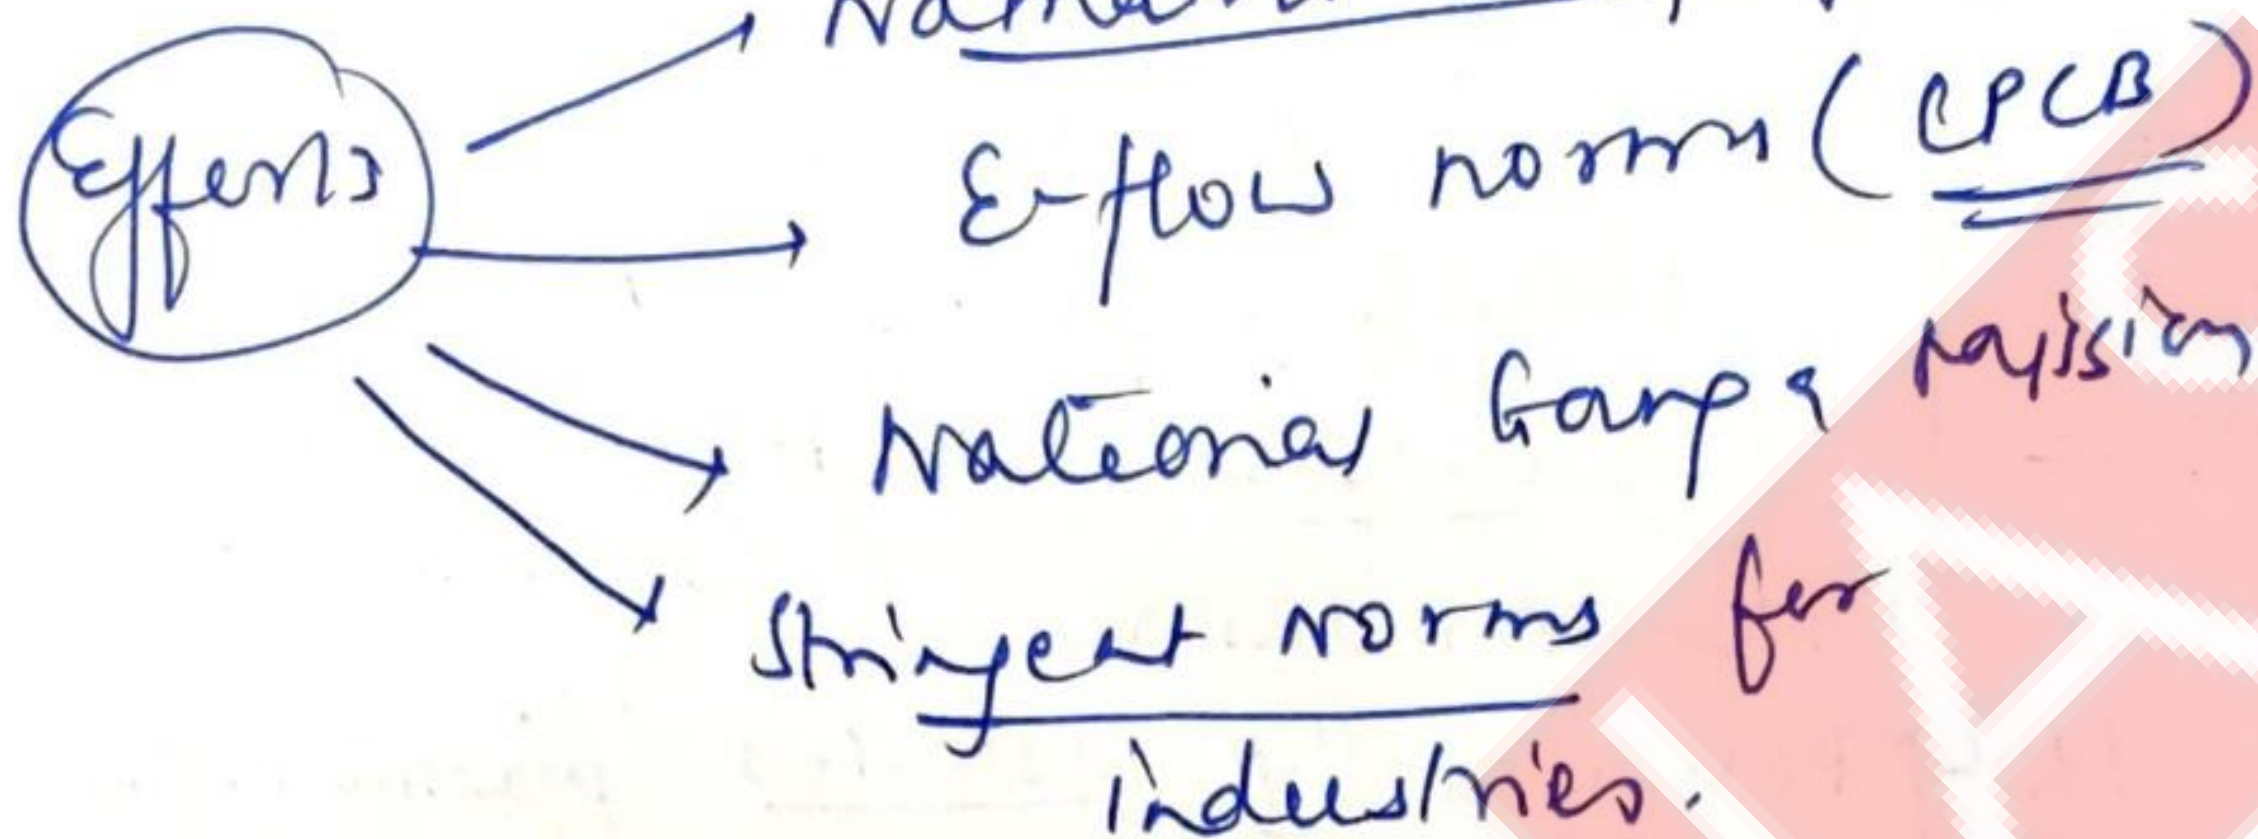 Efforts
E-flow norms (CPCB)
National Ganga Mission
Stringent norms for
industries.